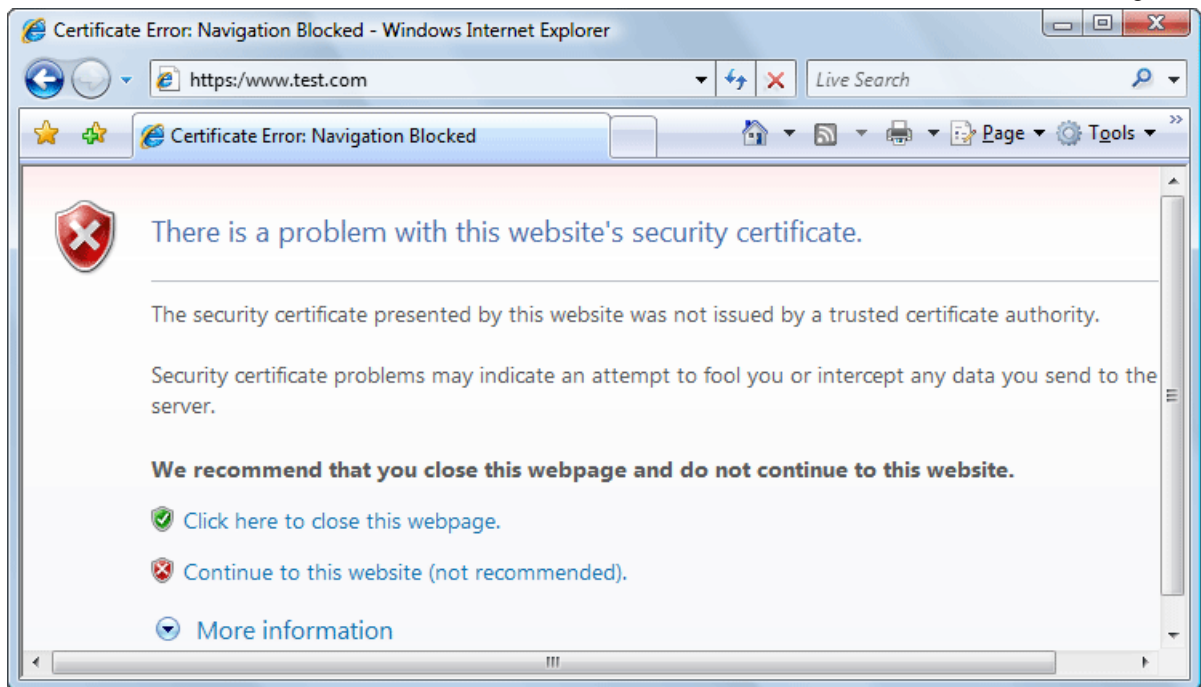 Certificate Error: Navigation Blocked - Windows Internet Explorer
https:/www.test.com
Live Search
Certificate Error: Navigation Blocked
Page
Tools
There is a problem with this website's security certificate.
The security certificate presented by this website was not issued by a trusted certificate authority.
Security certificate problems may indicate an attempt to fool you or intercept any data you send to the
server.
We recommend that you close this webpage and do not continue to this website.
Click here to close this webpage.
Continue to this website (not recommended).
More information